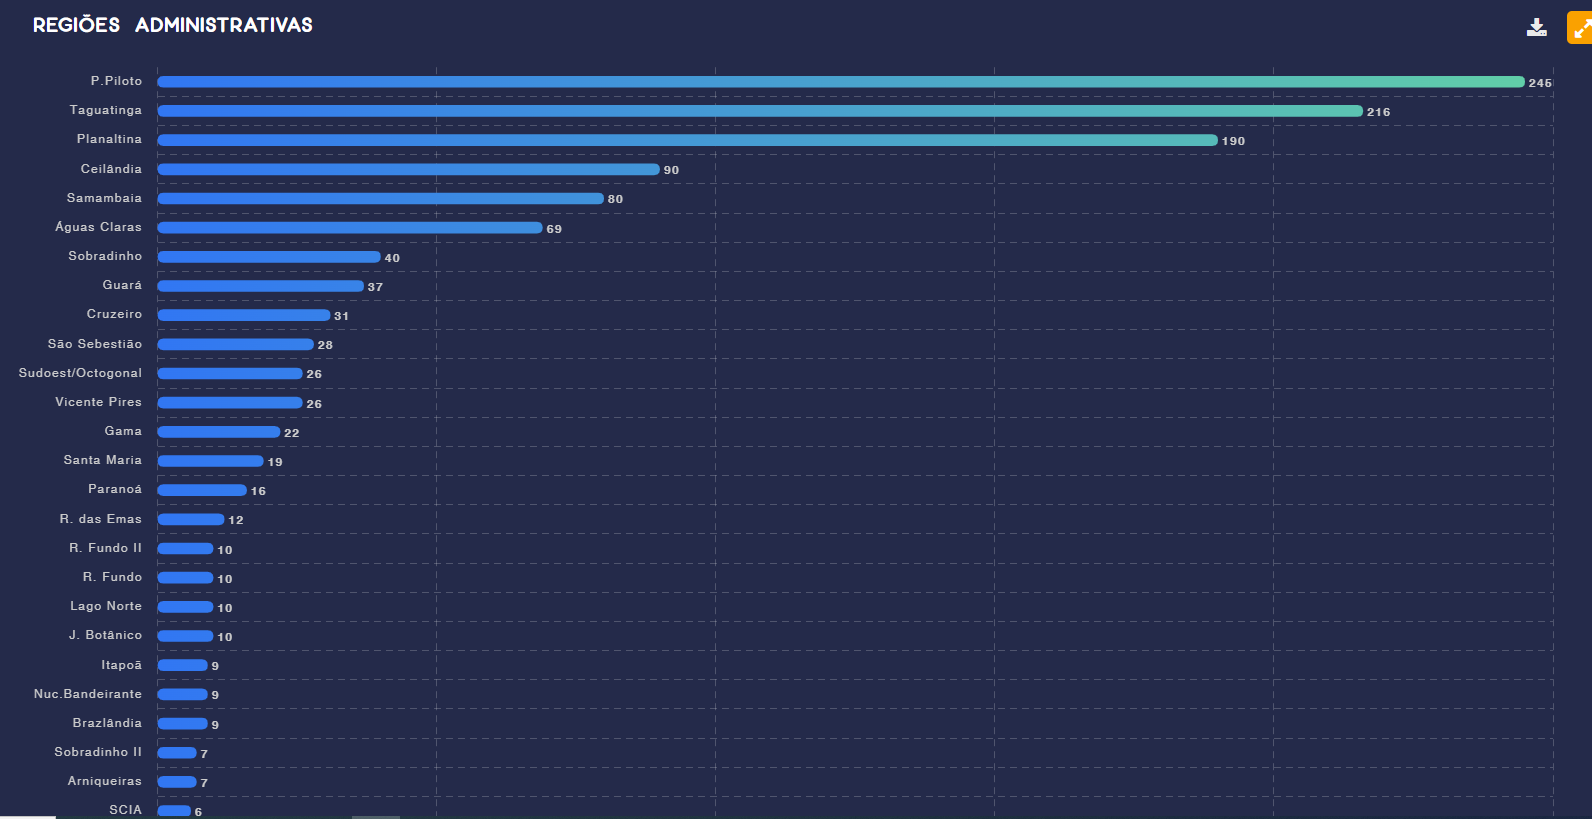 REGIÕES ADMINISTRATIVAS
P.Piloto 245
Taguatinga 216
Planaltina 190
Ceilândia 90
Samambaia 80
Águas Claras 69
Sobradinho 40
Guará 37
Cruzeiro 31
São Sebestião 28
Sudoest/Octogonal 26
Vicente Pires 26
Gama 22
Santa Maria 19
Paranoá 16
R. das Emas 12
R. Fundo II 10
R. Fundo 10
Lago Norte 10
J. Botânico 10
Itapoã 9
Nuc.Bandeirante 9
Brazlândia 9
Sobradinho II 7
Arniqueiras 7
SCIA 6